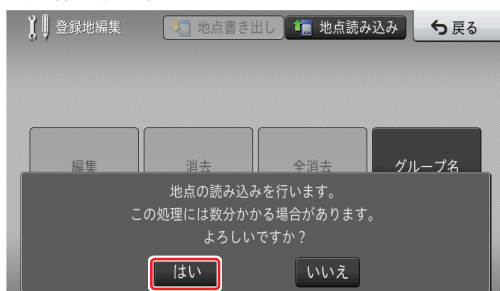 登録地編集
地点書き出し
地点読み込み
戻る
編集
消去
全消去
グループ名
地点の読み込みを行います。
この処理には数分かかる場合があります。
よろしいですか？
はい
いいえ